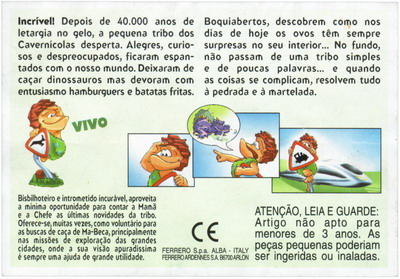 Incrível! Depois de 40.000 anos de
letargia no gelo, a pequena tribo dos
Cavernícolas desperta. Alegres, curio-
sos e despreocupados, ficaram espan-
tados com o nosso mundo. Deixaram de
caçar dinossauros mas devoram com
entusiasmo hamburguers e batatas fritas.
Boquiabertos, descobrem como nos
dias de hoje os ovos têm sempre
surpresas no seu interior... No fundo,
não passam de uma tribo simples
e de poucas palavras... e quando
as coisas se complicam, resolvem tudo
à pedrada e à martelada.
VIVO
Bisbilhoteiro e intrometido incurável, aproveita
a mínima oportunidade para contar a Mamã
e a Chefe as últimas novidades da tribo.
Oferece-se, muitas vezes, como voluntário para
as buscas de caça de Ma-Beca, principalmente
nas missões de exploração das grandes
cidades, onde a sua visão apuradíssima
é sempre uma ajuda de grande utilidade.
CE
FERRERO S.p.a. ALBA - ITALY
FERRERO ARDENNES S.A. B6700 ARLON
ATENÇÃO, LEIA E GUARDE:
Artigo não apto para
menores de 3 anos. As
peças pequenas poderiam
ser ingeridas ou inaladas.